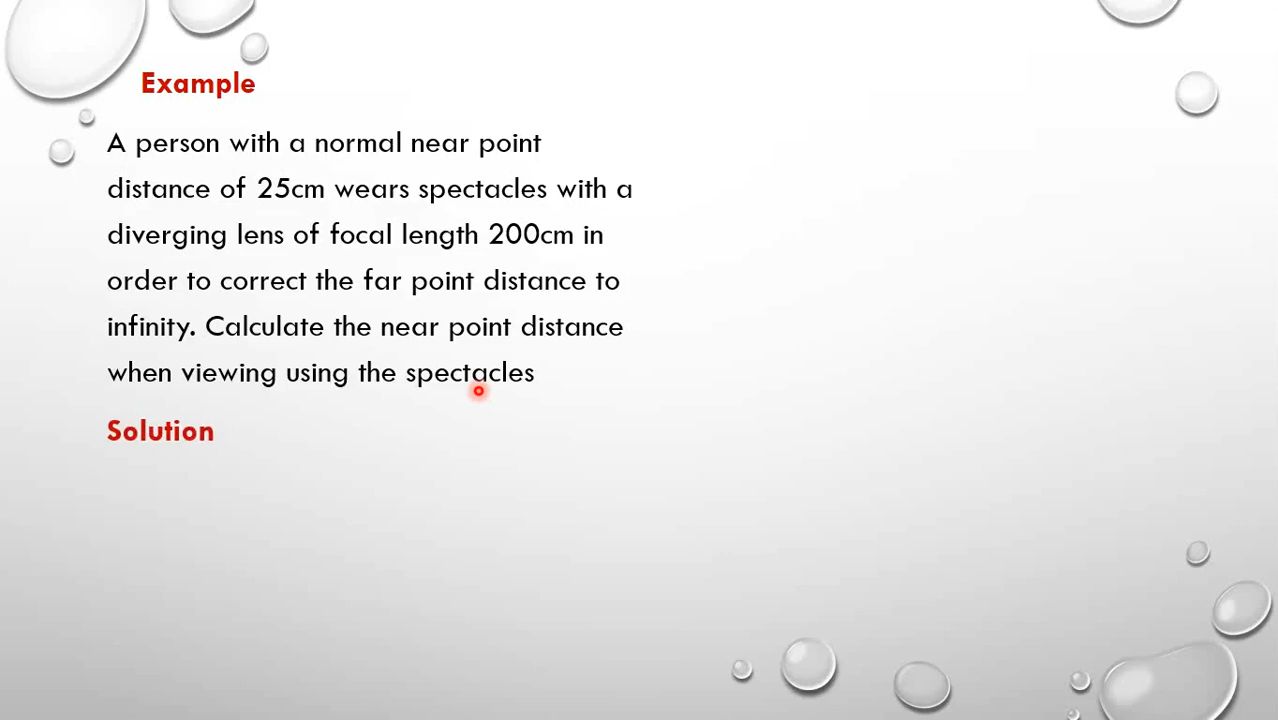 Example
A person with a normal near point
distance of 25cm wears spectacles with a
diverging lens of focal length 200cm in
order to correct the far point distance to
infinity. Calculate the near point distance
when viewing using the spectacles
Solution